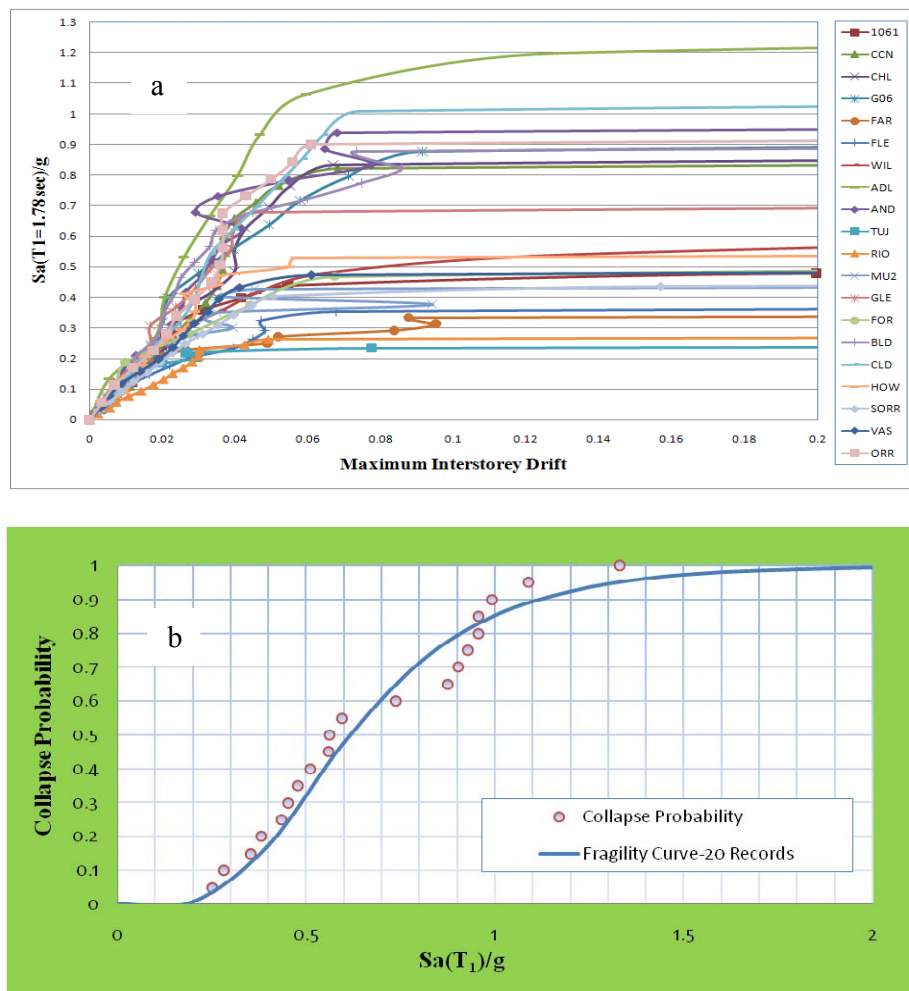 a
Sa(T1=1.78sec)/g
1.3
1.2
1.1
1
0.9
0.8
0.7
0.6
0.5
0.4
0.3
0.2
0.1
0
0 0.02 0.04 0.06 0.08 0.1 0.12 0.14 0.16 0.18 0.2
Maximum Interstorey Drift
1061
CCN
CHL
G06
FAR
FLE
WIL
ADL
AND
TUJ
RIO
MU2
GLE
FOR
BLD
CLD
HOW
SORR
VAS
ORR
b
Collapse Probability
1
0.9
0.8
0.7
0.6
0.5
0.4
0.3
0.2
0.1
0
Collapse Probability
Fragility Curve-20 Records
0 0.5 1 1.5 2
Sa(T₁)/g